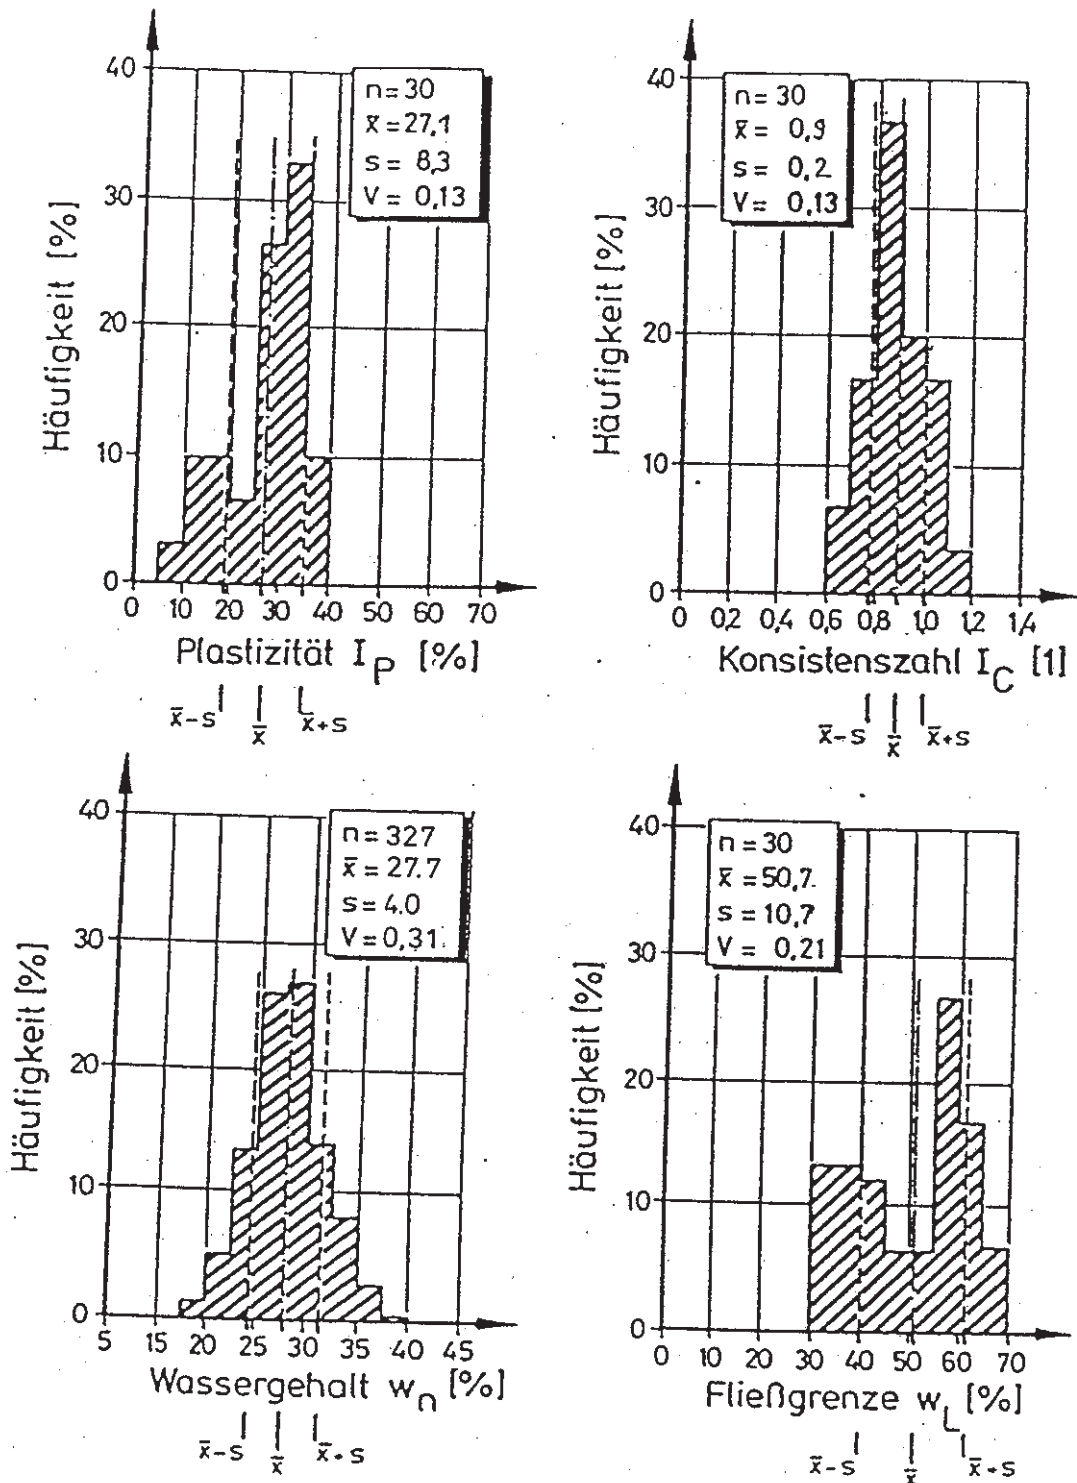 Häufigkeit [%]
40
30
20
10
0
n = 30
x̄ = 27,1
s = 8,3
V = 0,13
0 10 20 30 40 50 60 70
Plastizität I_P [%]
x̄-s x̄ x̄+s
Häufigkeit [%]
40
30
20
10
0
n = 30
x̄ = 0,9
s = 0,2
V = 0,13
0 0,2 0,4 0,6 0,8 1,0 1,2 1,4
Konsistenszahl I_C [1]
x̄-s x̄ x̄+s
Häufigkeit [%]
40
30
20
10
0
n = 327
x̄ = 27.7
s = 4.0
V = 0,31
5 15 20 25 30 35 40 45
Wassergehalt w_n [%]
x̄-s x̄ x̄+s
Häufigkeit [%]
40
30
20
10
0
n = 30
x̄ = 50,7
s = 10,7
V = 0,21
0 10 20 30 40 50 60 70
Fließgrenze w_L [%]
x̄-s x̄ x̄+s